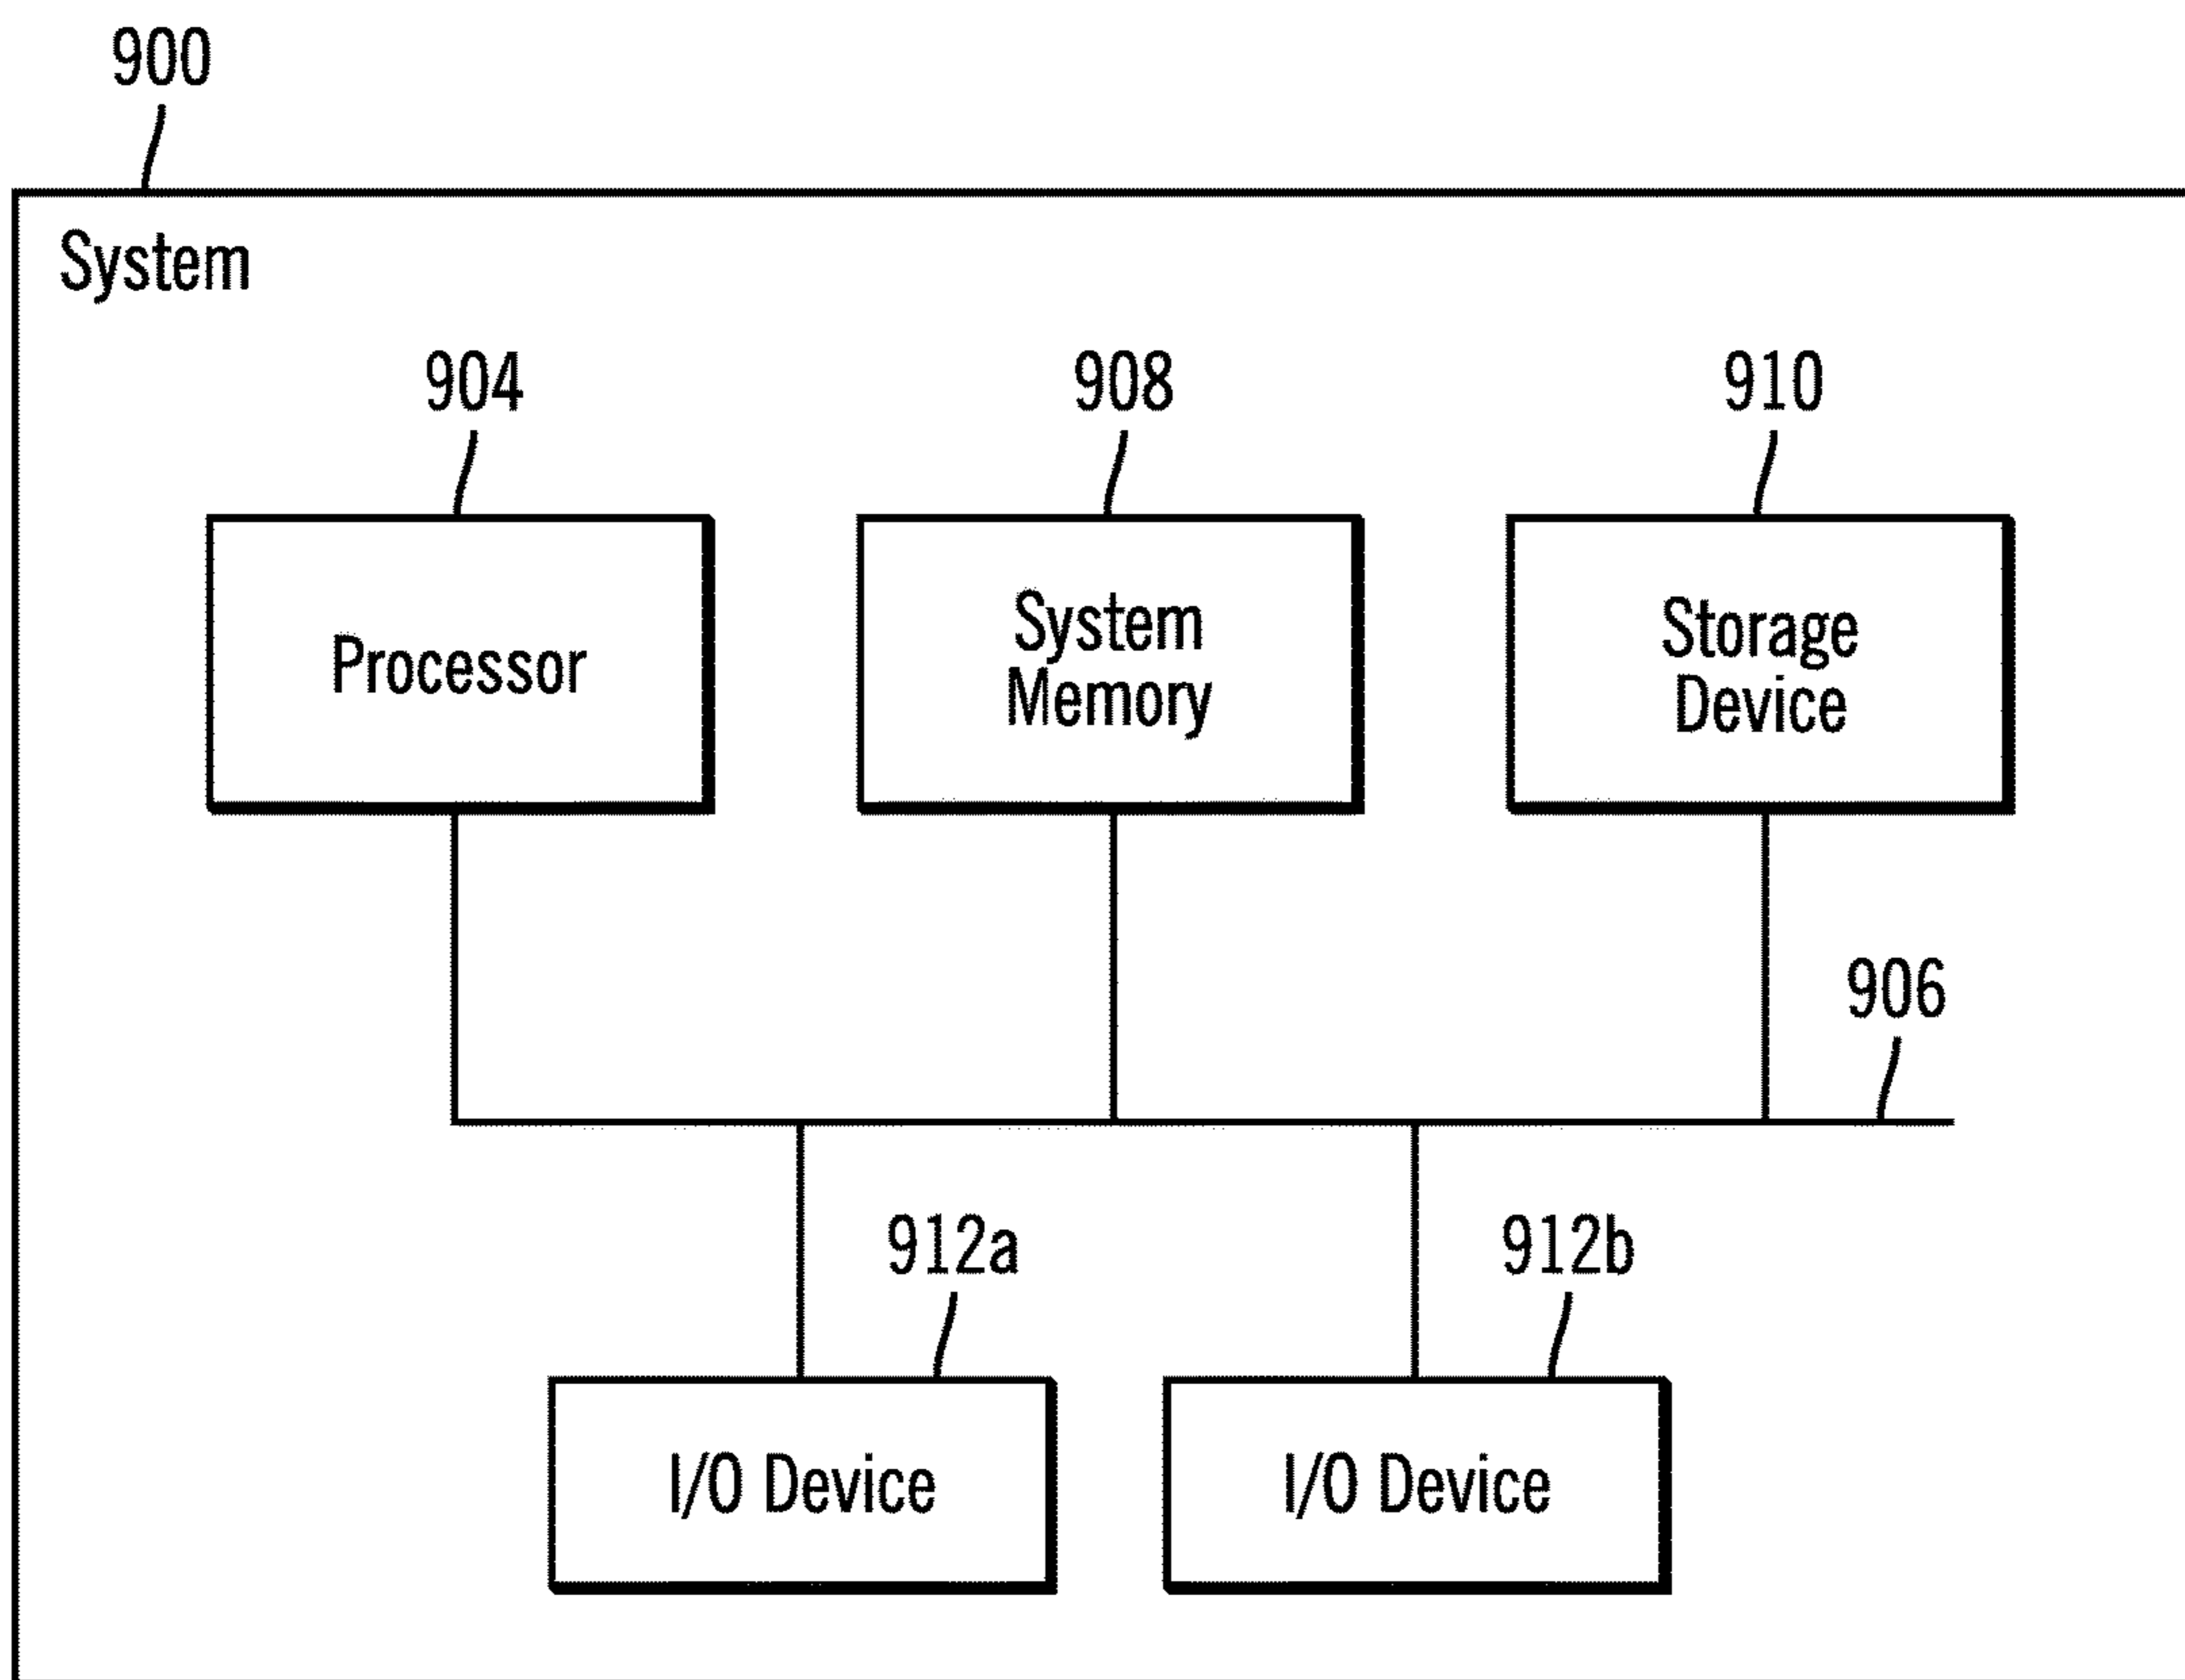 900
System
904
908
910
Processor
System
Memory
Storage
Device
906
912a
912b
I/O Device
I/O Device